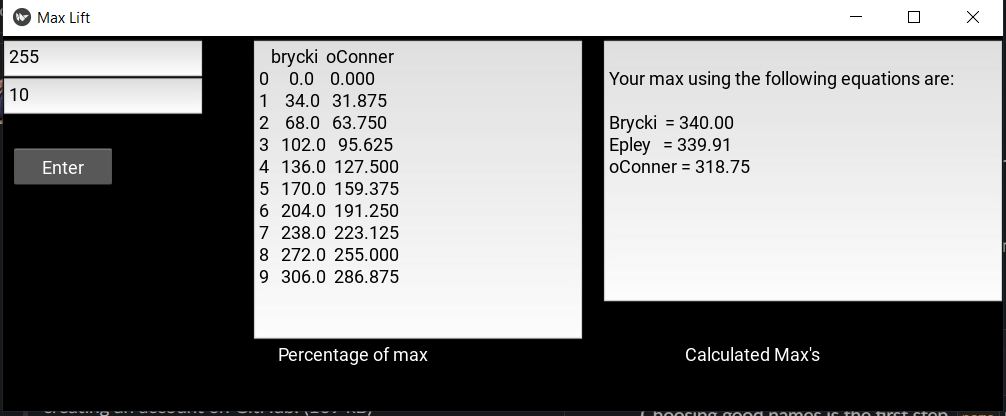 Max Lift
255
10
Enter
brycki oConner
0 0.0 0.000
1 34.0 31.875
2 68.0 63.750
3 102.0 95.625
4 136.0 127.500
5 170.0 159.375
6 204.0 191.250
7 238.0 223.125
8 272.0 255.000
9 306.0 286.875
Percentage of max
Your max using the following equations are:
Brycki = 340.00
Epley = 339.91
oConner = 318.75
Calculated Max's
Choosing good names is the first step